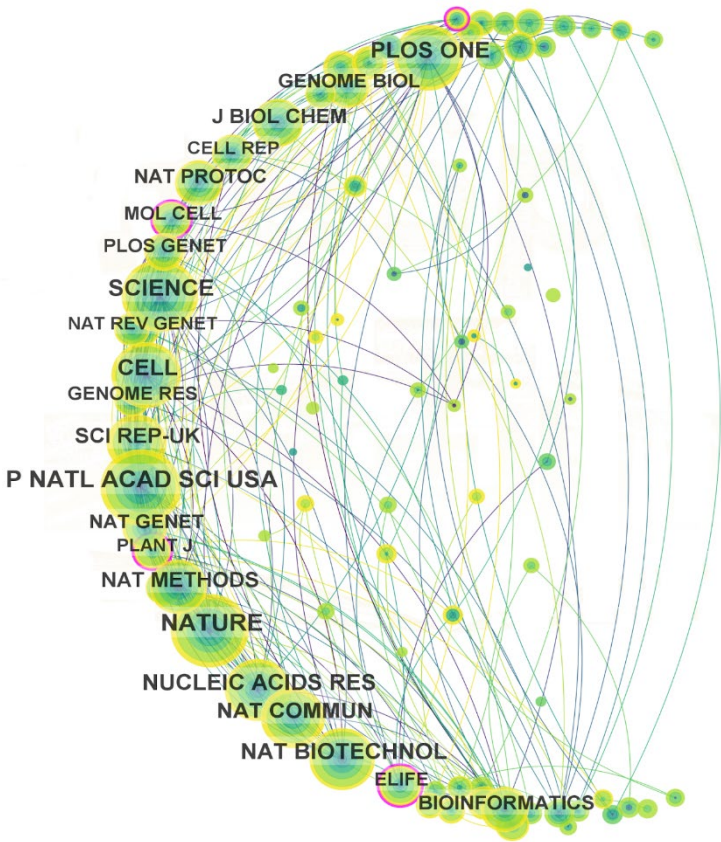 PLOS ONE
GENOME BIOL
J BIOL CHEM
CELL REP
NAT PROTOC
MOL CELL
PLOS GENET
SCIENCE
NAT REV GENET
CELL
GENOME RES
SCI REP-UK
P NATL ACAD SCI USA
NAT GENET
PLANT J
NAT METHODS
NATURE
NUCLEIC ACIDS RES
NAT COMMUN
NAT BIOTECHNOL
ELIFE
BIOINFORMATICS